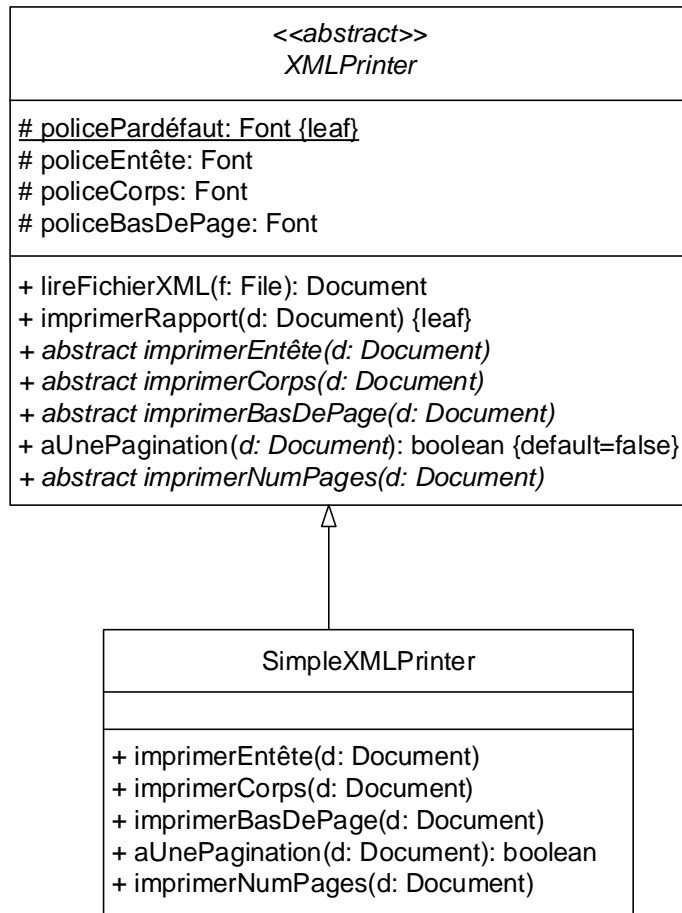 <<abstract>>
XMLPrinter
# policePardéfaut: Font {leaf}
# policeEntête: Font
# policeCorps: Font
# policeBasDePage: Font
+ lireFichierXML(f: File): Document
+ imprimerRapport(d: Document) {leaf}
+ abstract imprimerEntête(d: Document)
+ abstract imprimerCorps(d: Document)
+ abstract imprimerBasDePage(d: Document)
+ aUnePagination(d: Document): boolean {default=false}
+ abstract imprimerNumPages(d: Document)
SimpleXMLPrinter
+ imprimerEntête(d: Document)
+ imprimerCorps(d: Document)
+ imprimerBasDePage(d: Document)
+ aUnePagination(d: Document): boolean
+ imprimerNumPages(d: Document)